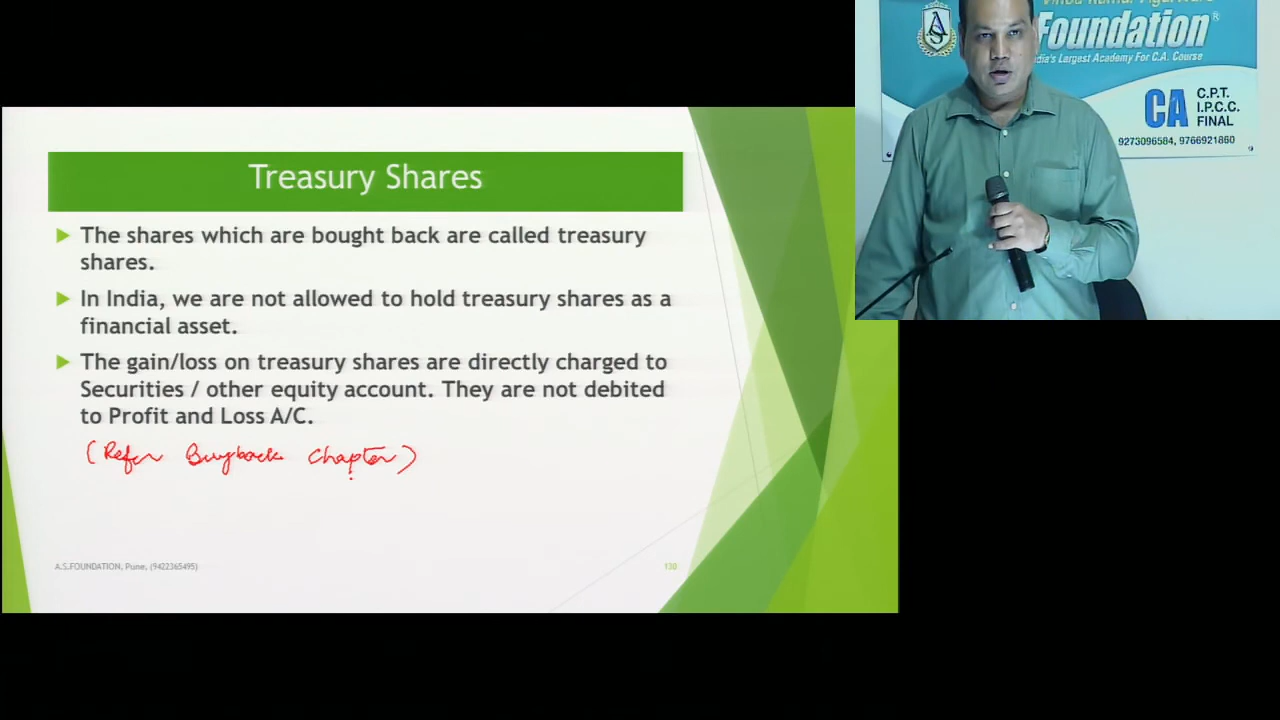 Foundation®
India's Largest Academy For C.A. Course
AS
CA
C.P.T.
I.P.C.C.
FINAL
9273096584, 9766921860
Treasury Shares
The shares which are bought back are called treasury
shares.
In India, we are not allowed to hold treasury shares as a
financial asset.
The gain/loss on treasury shares are directly charged to
Securities / other equity account. They are not debited
to Profit and Loss A/C.
(Refer Buyback Chapter)
A.S.FOUNDATION, Pune, (9422365495)
130